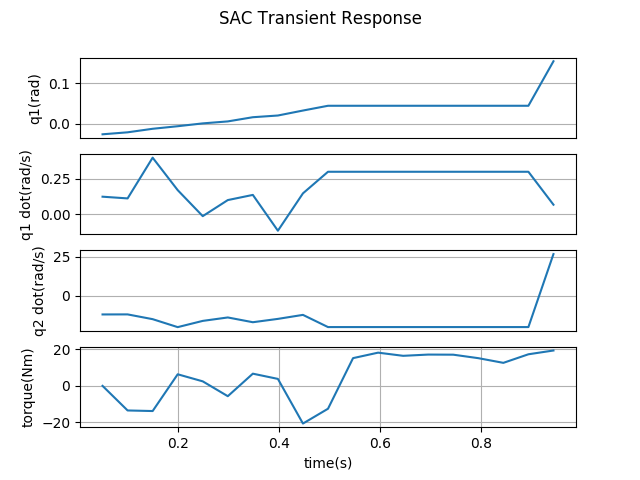 SAC Transient Response
q1(rad)
0.1
0.0
q1 dot(rad/s)
0.25
0.00
q2 dot(rad/s)
25
0
torque(Nm)
20
0
−20
0.2 0.4 0.6 0.8
time(s)